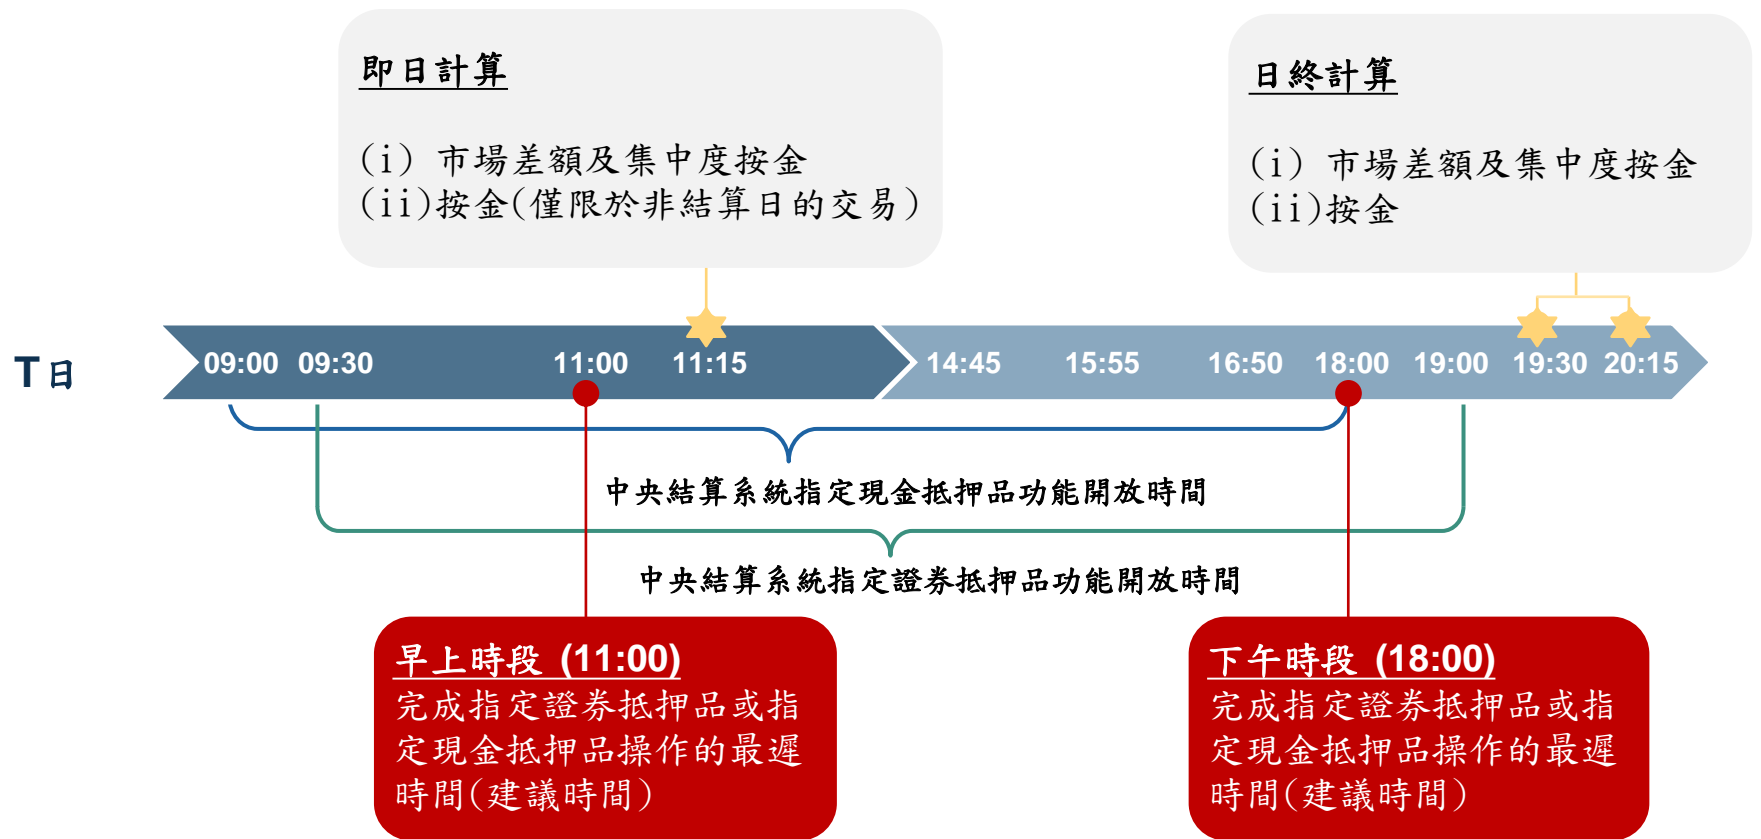 即日計算
(i) 市場差額及集中度按金
(ii)按金(僅限於非結算日的交易)
日終計算
(i) 市場差額及集中度按金
(ii)按金
T日
09:00 09:30 11:00 11:15 14:45 15:55 16:50 18:00 19:00 19:30 20:15
中央結算系統指定現金抵押品功能開放時間
中央結算系統指定證券抵押品功能開放時間
早上時段 (11:00)
完成指定證券抵押品或指
定現金抵押品操作的最遲
時間(建議時間)
下午時段 (18:00)
完成指定證券抵押品或指
定現金抵押品操作的最遲
時間(建議時間)